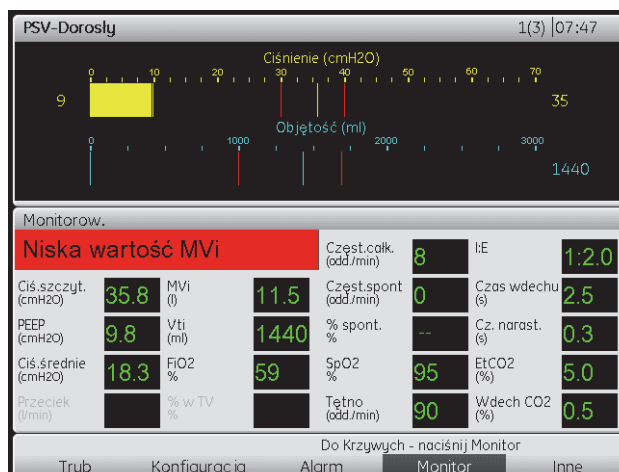 PSV-Dorosły 1(3) 07:47
Ciśnienie (cmH2O)
0 10 20 30 40 50 60 70
9 35
Objętość (ml)
0 1000 2000 3000
1440
Monitorow.
Niska wartość MVi
Częst.całk. (odd./min) 8 I:E 1:2.0
Ciś.szczyt. (cmH2O) 35.8 MVi (l) 11.5 Częst.spont (odd./min) 0 Czas wdechu (s) 2.5
PEEP (cmH2O) 9.8 Vti (ml) 1440 % spont. % -- Cz. narast. (s) 0.3
Ciś.średnie (cmH2O) 18.3 FiO2 % 59 SpO2 % 95 EtCO2 (%) 5.0
Przeciek (l/min) % w TV % Tętno (odd./min) 90 Wdech CO2 (%) 0.5
Do Krzywych - naciśnij Monitor
Tryb Konfiguracja Alarm Monitor Inne